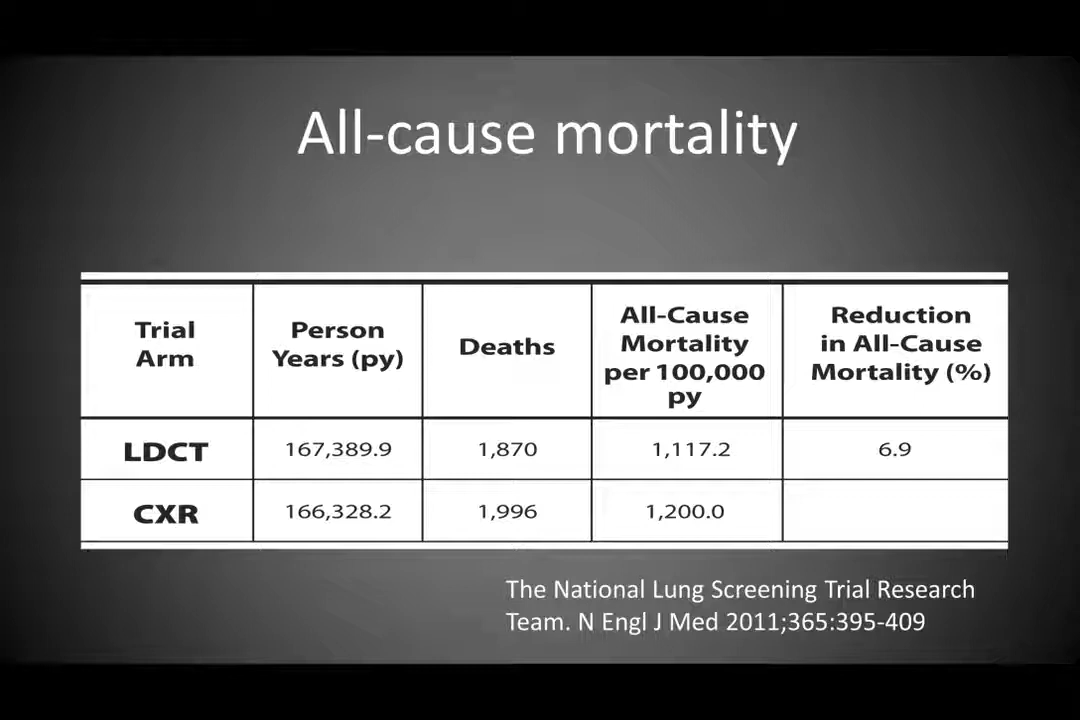 All-cause mortality
Trial
Arm
Person
Years (py)
Deaths
All-Cause
Mortality
per 100,000
py
Reduction
in All-Cause
Mortality (%)
LDCT 167,389.9 1,870 1,117.2 6.9
CXR 166,328.2 1,996 1,200.0
The National Lung Screening Trial Research
Team. N Engl J Med 2011;365:395-409